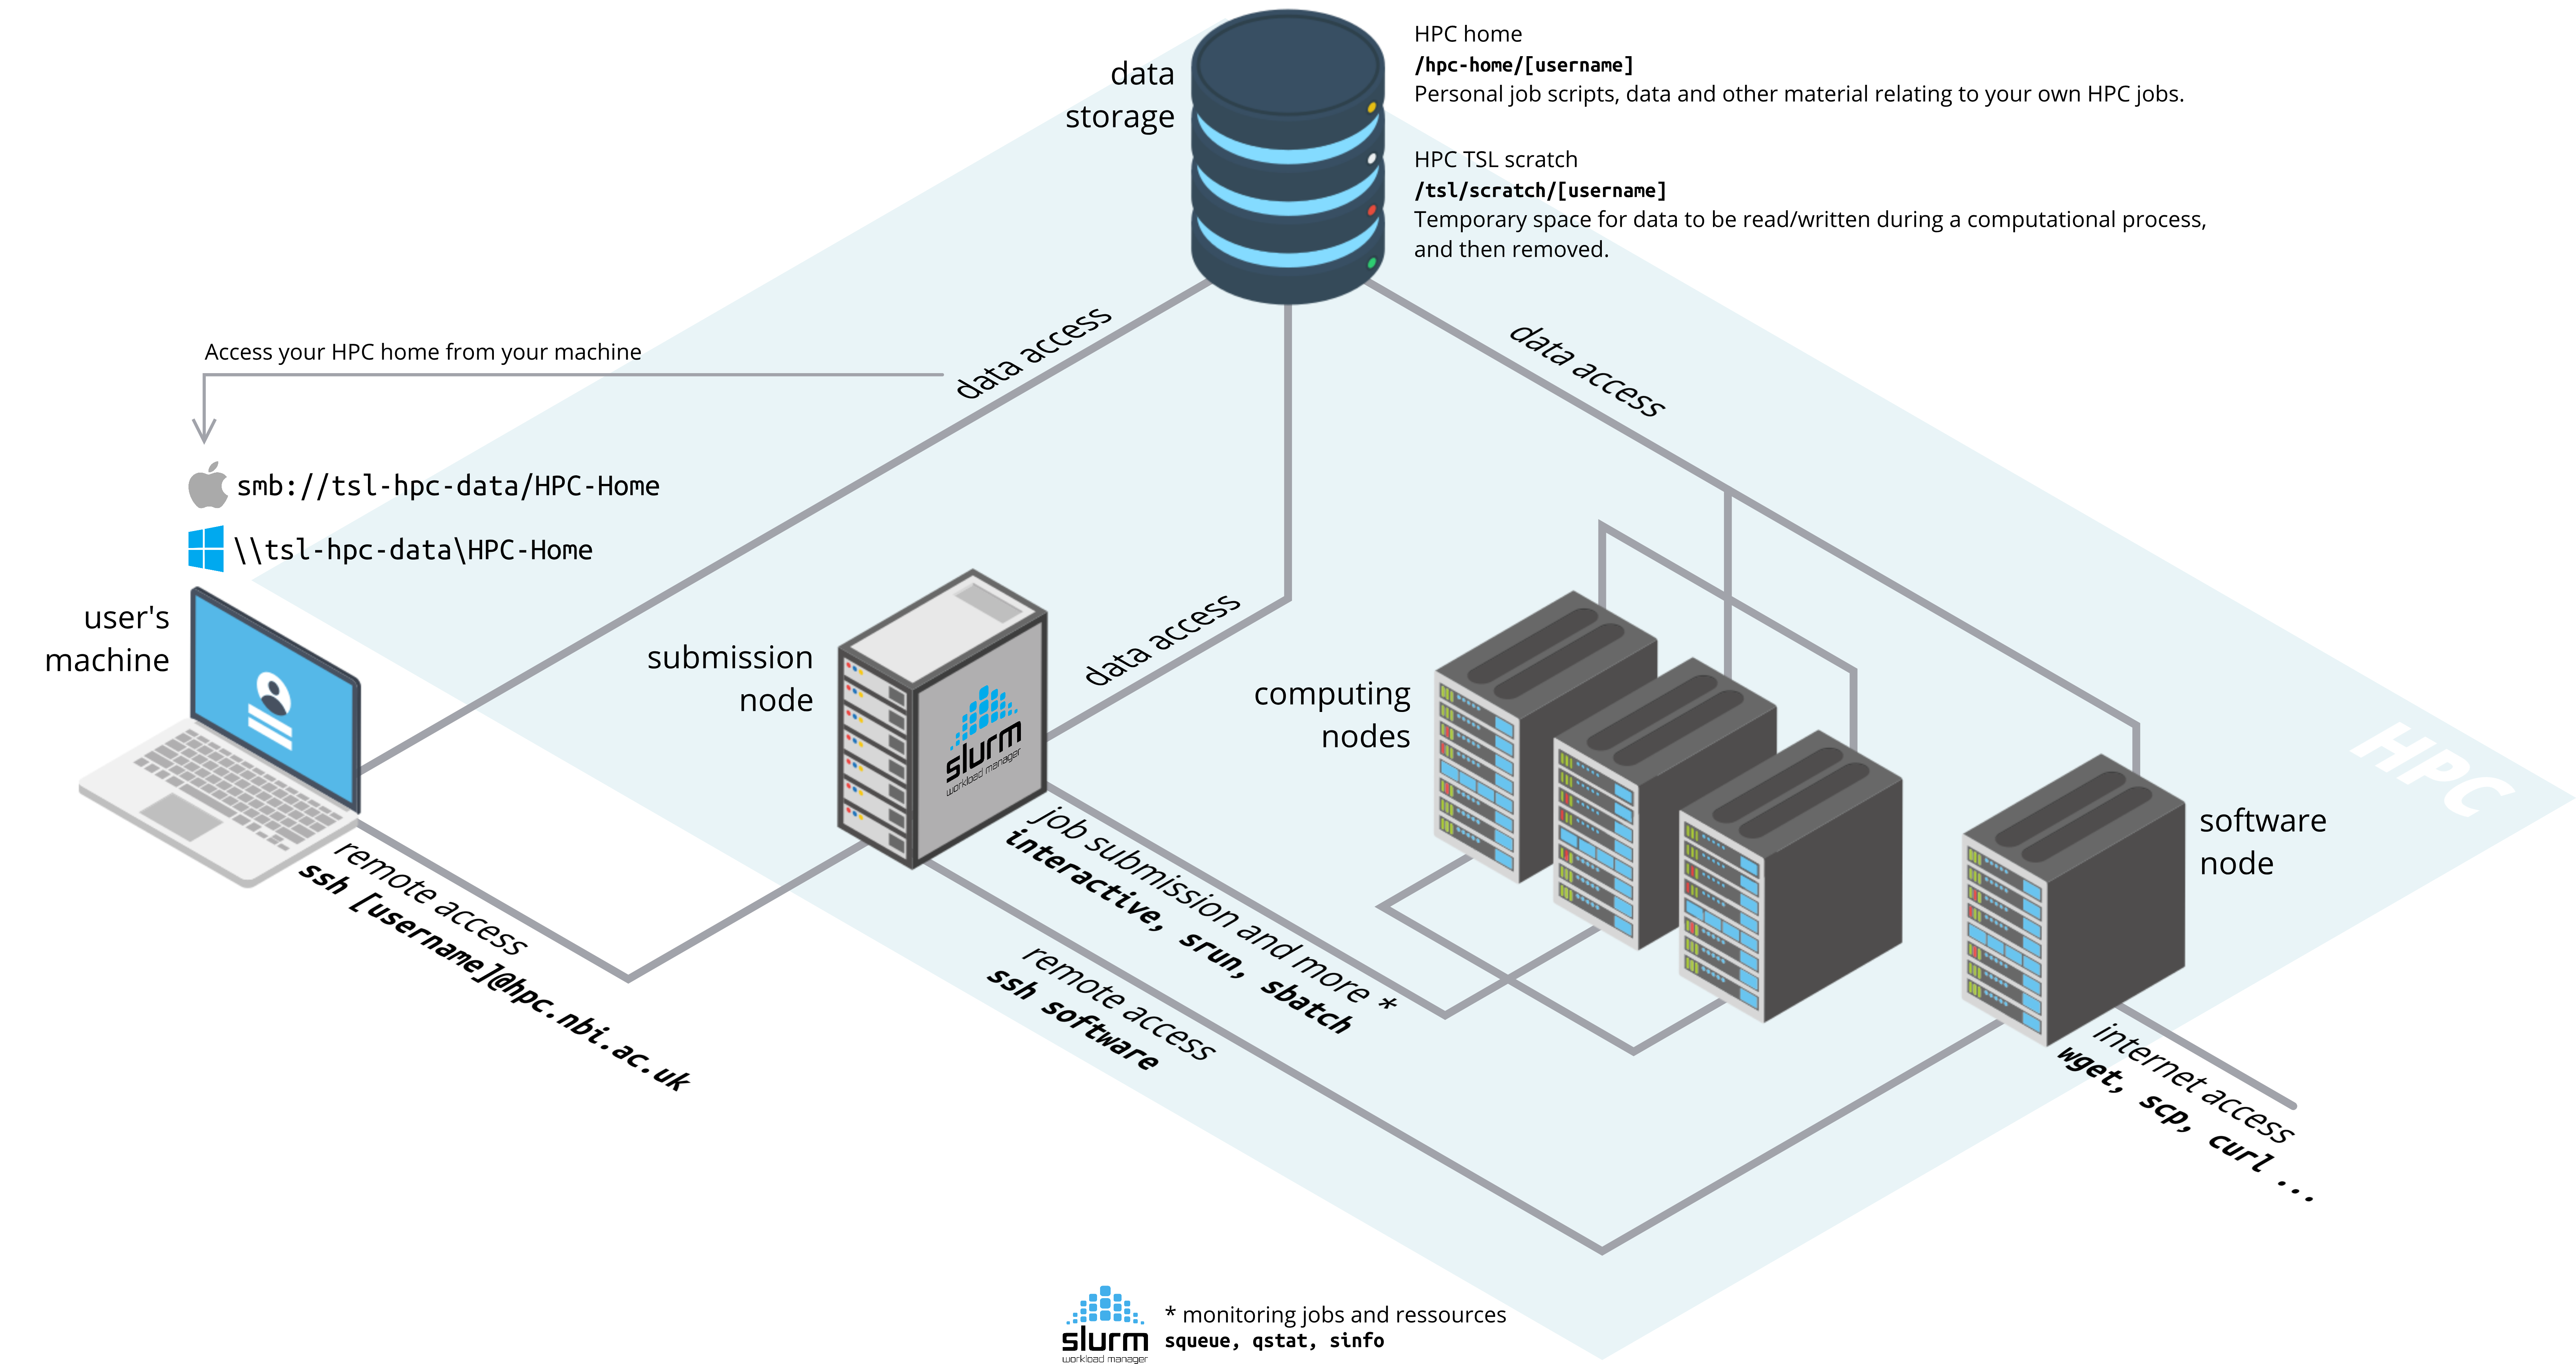 data
storage
HPC home
/hpc-home/[username]
Personal job scripts, data and other material relating to your own HPC jobs.
HPC TSL scratch
/tsl/scratch/[username]
Temporary space for data to be read/written during a computational process,
and then removed.
data access
data access
Access your HPC home from your machine
smb://tsl-hpc-data/HPC-Home
\\tsl-hpc-data\HPC-Home
user's
machine
submission
node
slurm
workload manager
data access
computing
nodes
HPC
software
node
remote access
ssh [username]@hpc.nbi.ac.uk
job submission and more *
interactive, srun, sbatch
remote access
ssh software
internet access
wget, scp, curl ...
slurm
workload manager
* monitoring jobs and ressources
squeue, qstat, sinfo